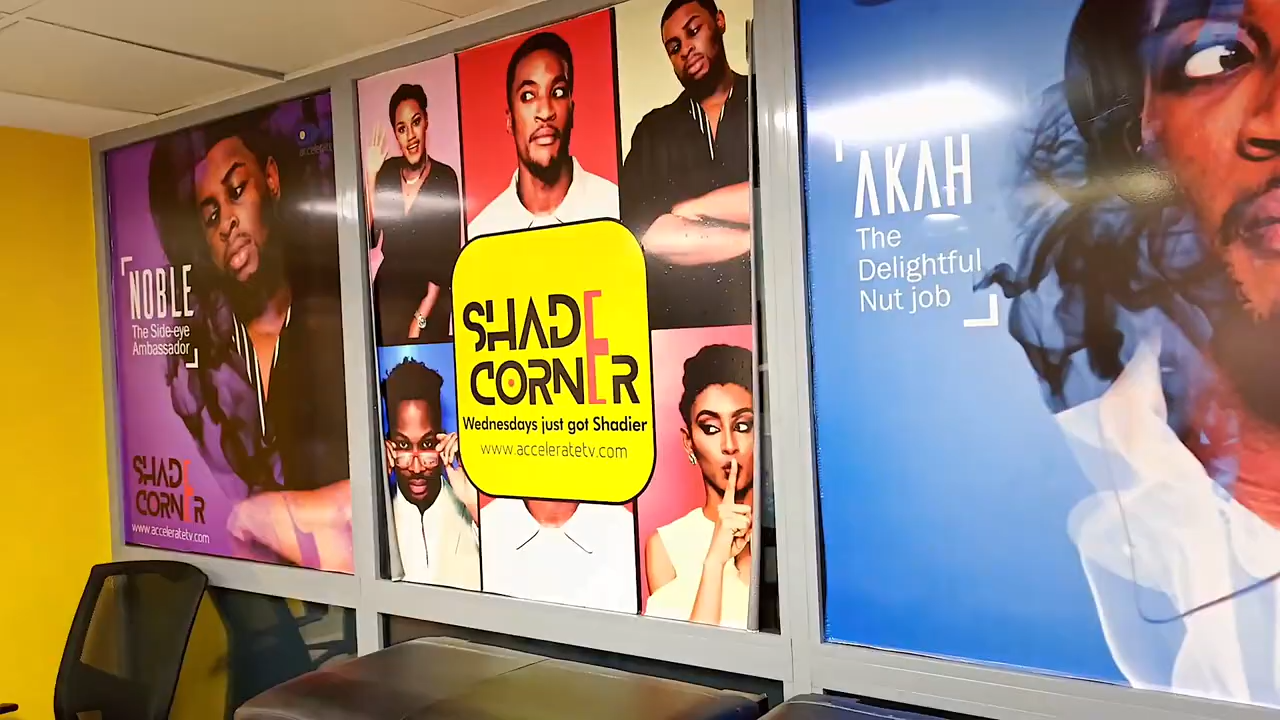 accelerate
NOBLE
The Side-eye
Ambassador
SHADE
CORNER
www.acceleratetv.com
SHADE
CORNER
Wednesdays just got Shadier
www.acceleratetv.com
AKAH
The
Delightful
Nut job